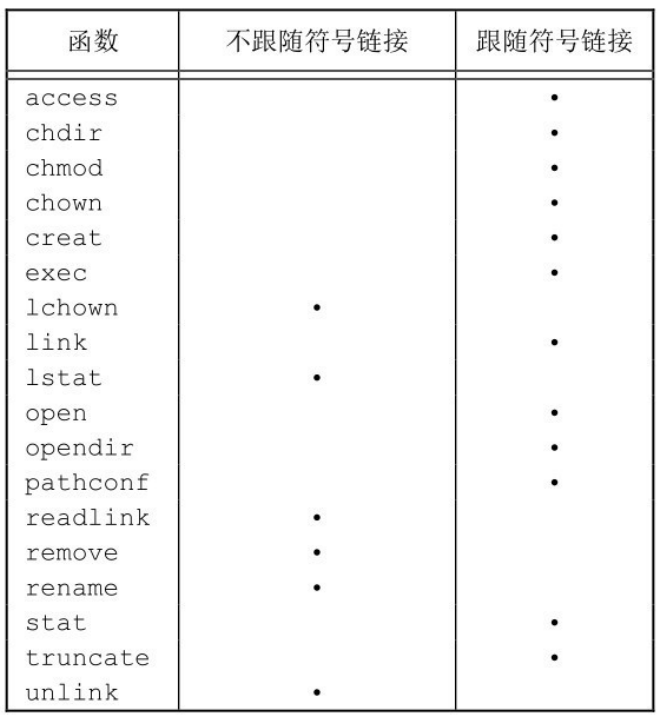 函数 不跟随符号链接 跟随符号链接
access •
chdir •
chmod •
chown •
creat •
exec •
lchown •
link •
lstat •
open •
opendir •
pathconf •
readlink •
remove •
rename •
stat •
truncate •
unlink •